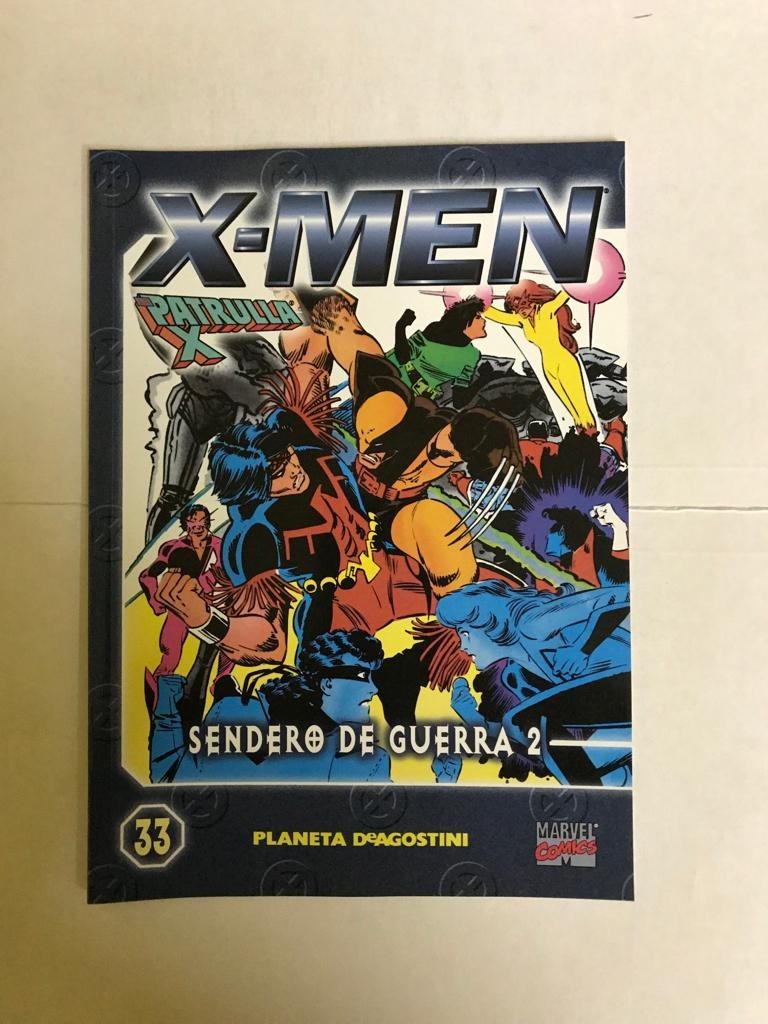 X-MEN
PATRULLA
X
SENDERO DE GUERRA 2
33
PLANETA DeAGOSTINI
MARVEL
COMICS
M